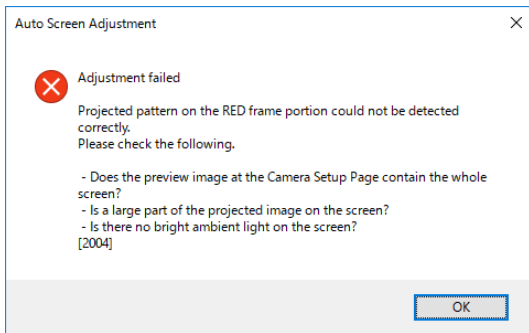 Auto Screen Adjustment
Adjustment failed
Projected pattern on the RED frame portion could not be detected
correctly.
Please check the following.
- Does the preview image at the Camera Setup Page contain the whole
screen?
- Is a large part of the projected image on the screen?
- Is there no bright ambient light on the screen?
[2004]
OK